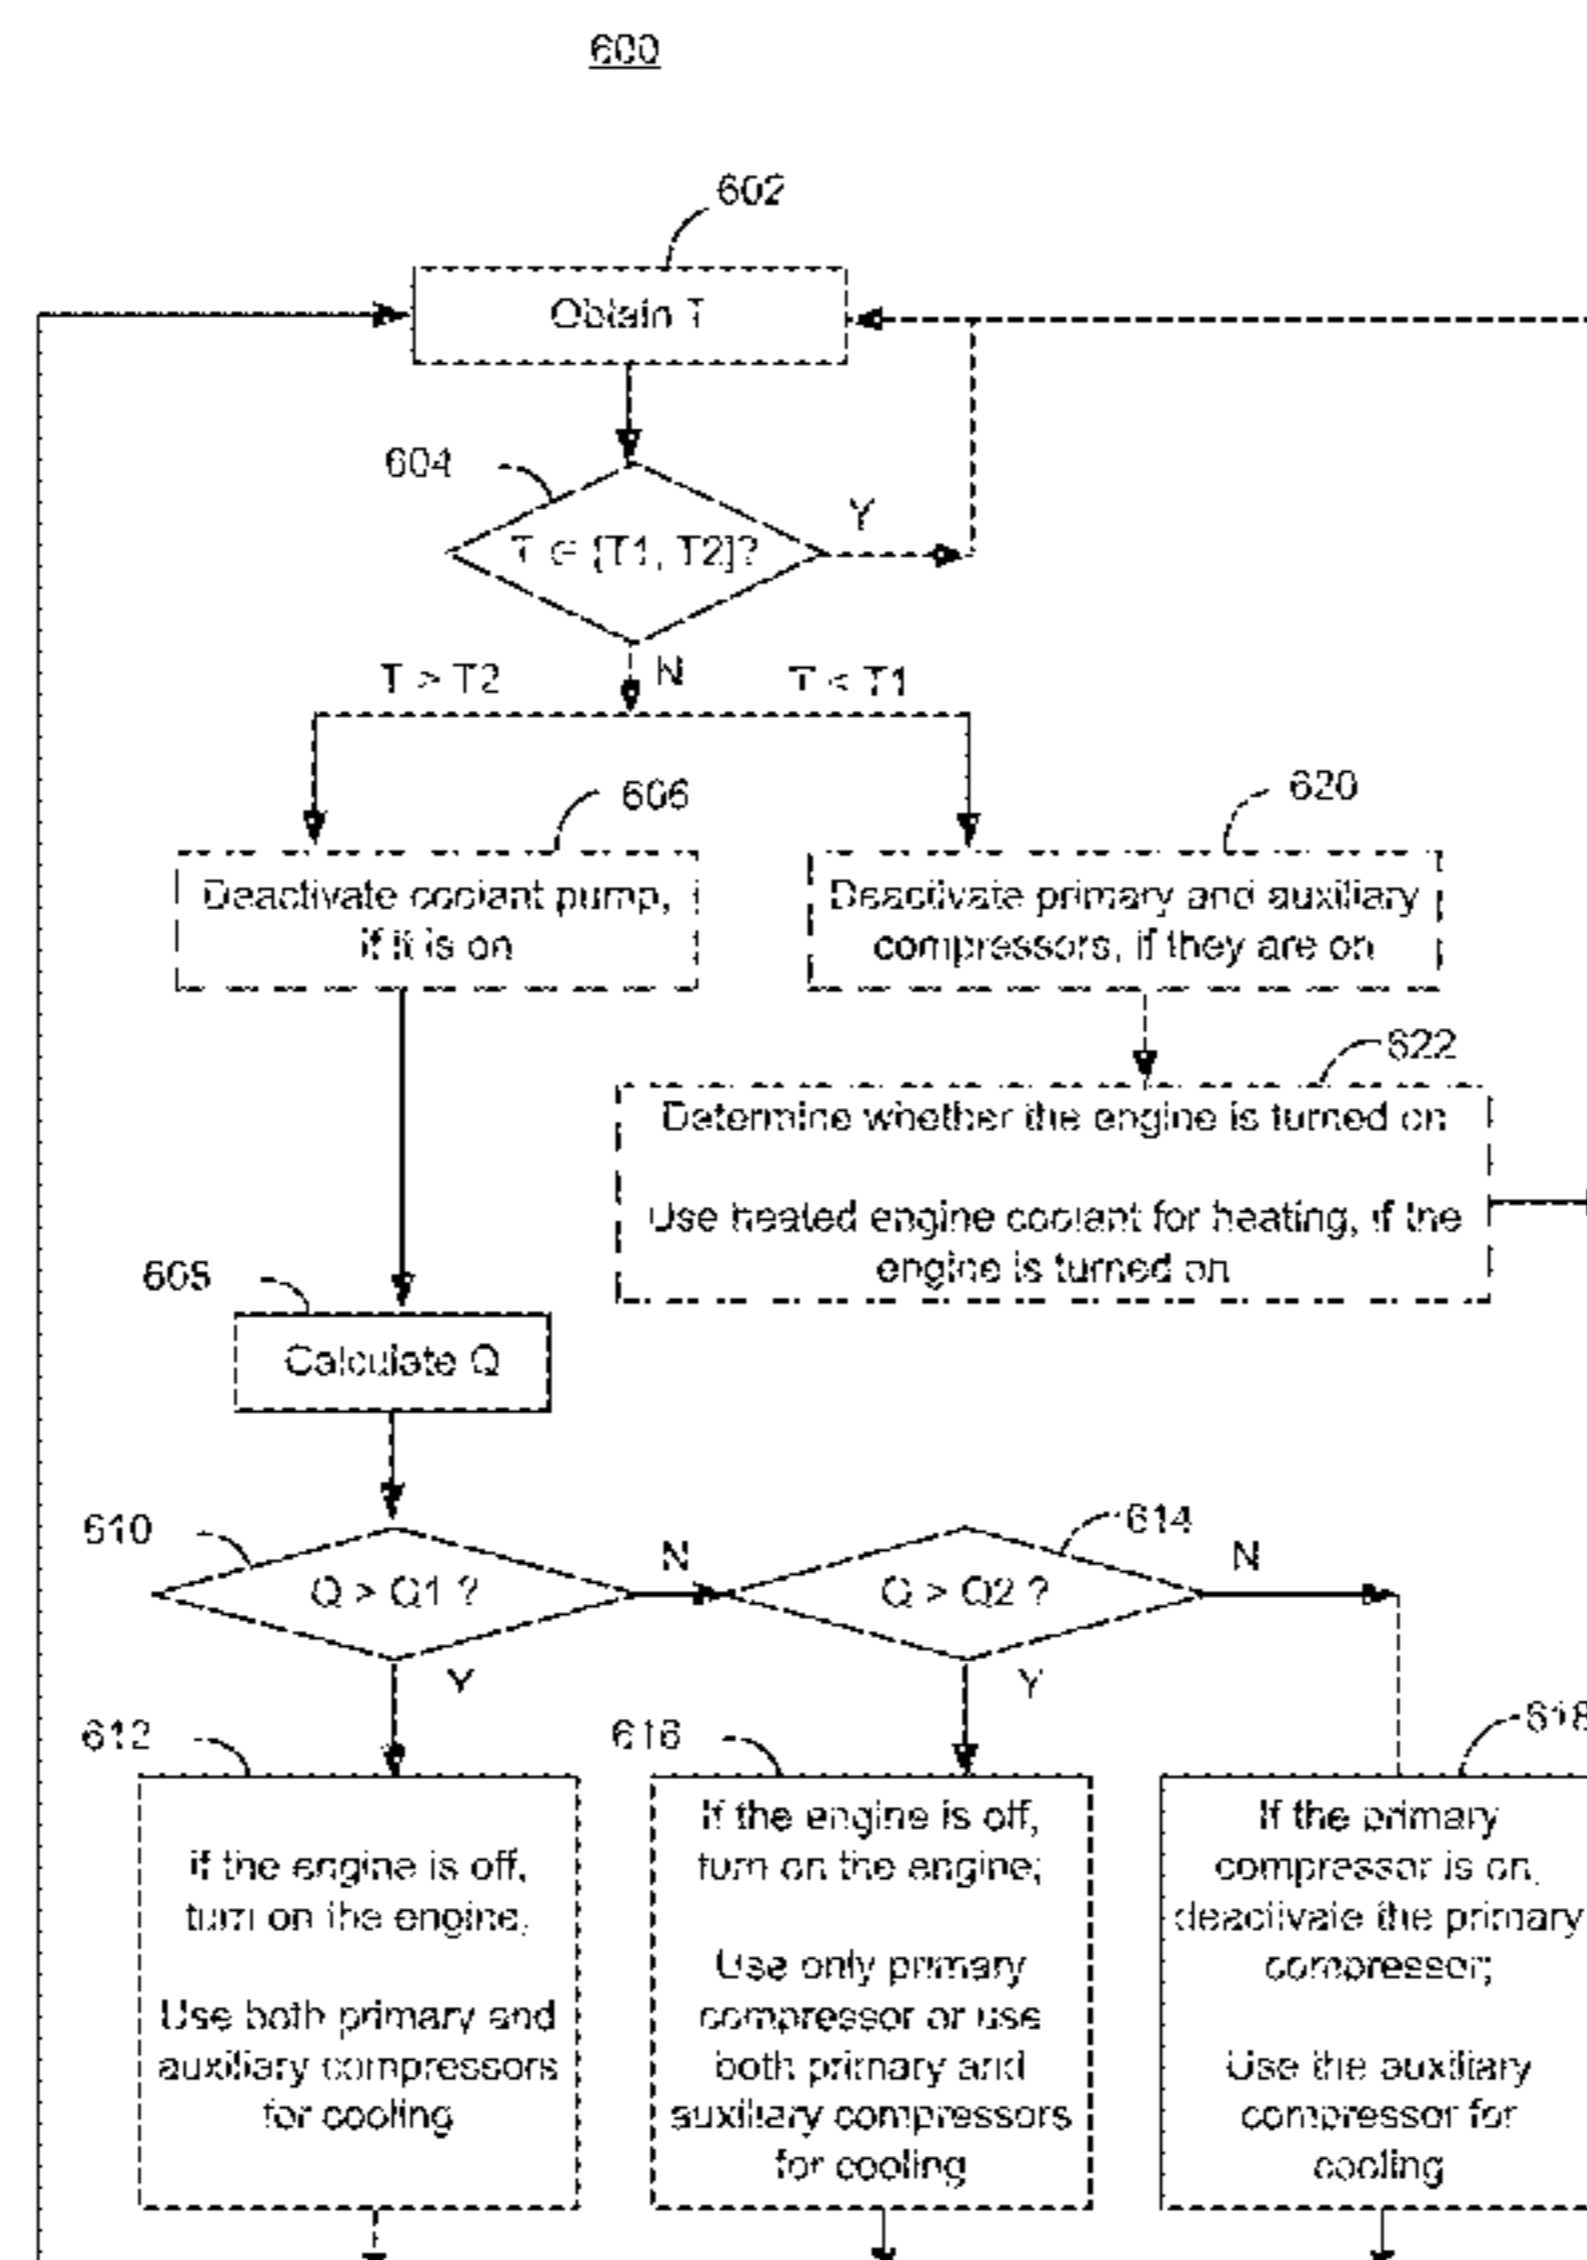 600
602
Obtain T
604
T ∈ [T1, T2]?
Y
N
T > T2
T < T1
606
Deactivate coolant pump,
if it is on
620
Deactivate primary and auxiliary
compressors, if they are on
622
Determine whether the engine is turned on
Use heated engine coolant for heating, if the
engine is turned on
608
Calculate Q
610
Q > Q1 ?
N
Y
614
Q > Q2 ?
N
Y
612
If the engine is off,
turn on the engine;
Use both primary and
auxiliary compressors
for cooling
616
If the engine is off,
turn on the engine;
Use only primary
compressor or use
both primary and
auxiliary compressors
for cooling
618
If the primary
compressor is on,
deactivate the primary
compressor;
Use the auxiliary
compressor for
cooling